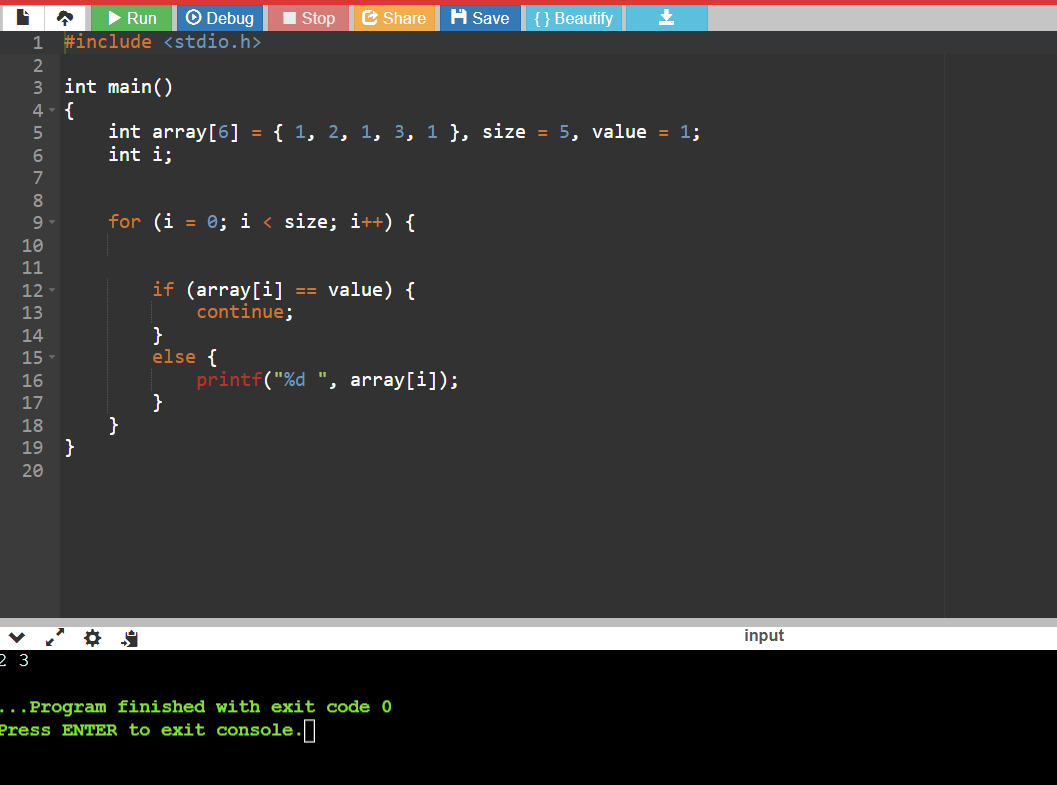 Run Debug Stop Share Save { } Beautify
1 #include <stdio.h>
2
3 int main()
4 {
5     int array[6] = { 1, 2, 1, 3, 1 }, size = 5, value = 1;
6     int i;
7
8
9     for (i = 0; i < size; i++) {
10
11
12         if (array[i] == value) {
13             continue;
14         }
15         else {
16             printf("%d ", array[i]);
17         }
18     }
19 }
20
input
2 3
...Program finished with exit code 0
Press ENTER to exit console.